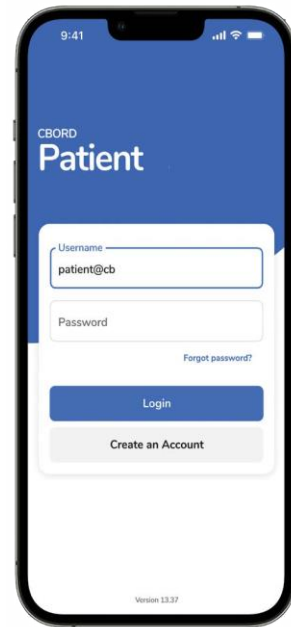 9:41
CBORD
Patient
Username
patient@cb
Password
Forgot password?
Login
Create an Account
Version 13.37